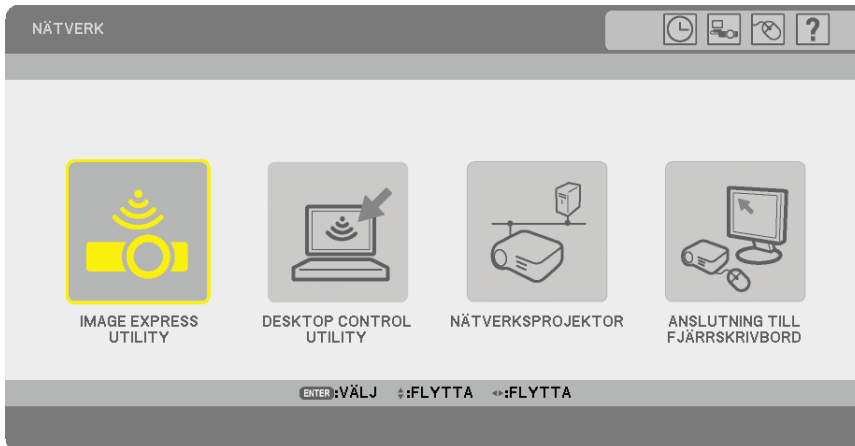 NÄTVERK
?
IMAGE EXPRESS
UTILITY
DESKTOP CONTROL
UTILITY
NÄTVERKSPROJEKTOR
ANSLUTNING TILL
FJÄRRSKRIVBORD
ENTER:VÄLJ :FLYTTA :FLYTTA